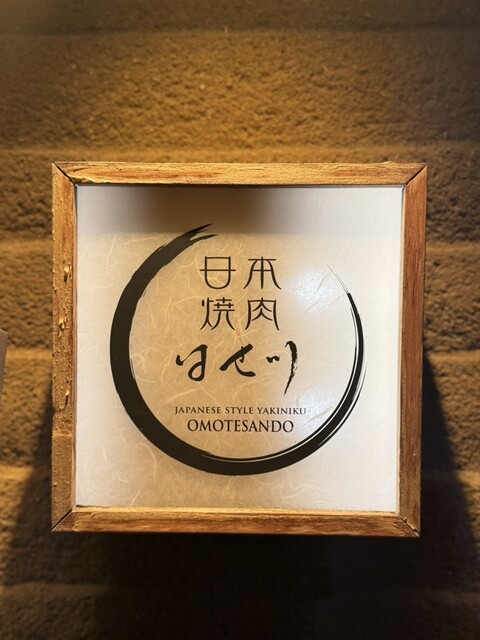 日本
焼肉
はせ川
JAPANESE STYLE YAKINIKU
OMOTESANDO